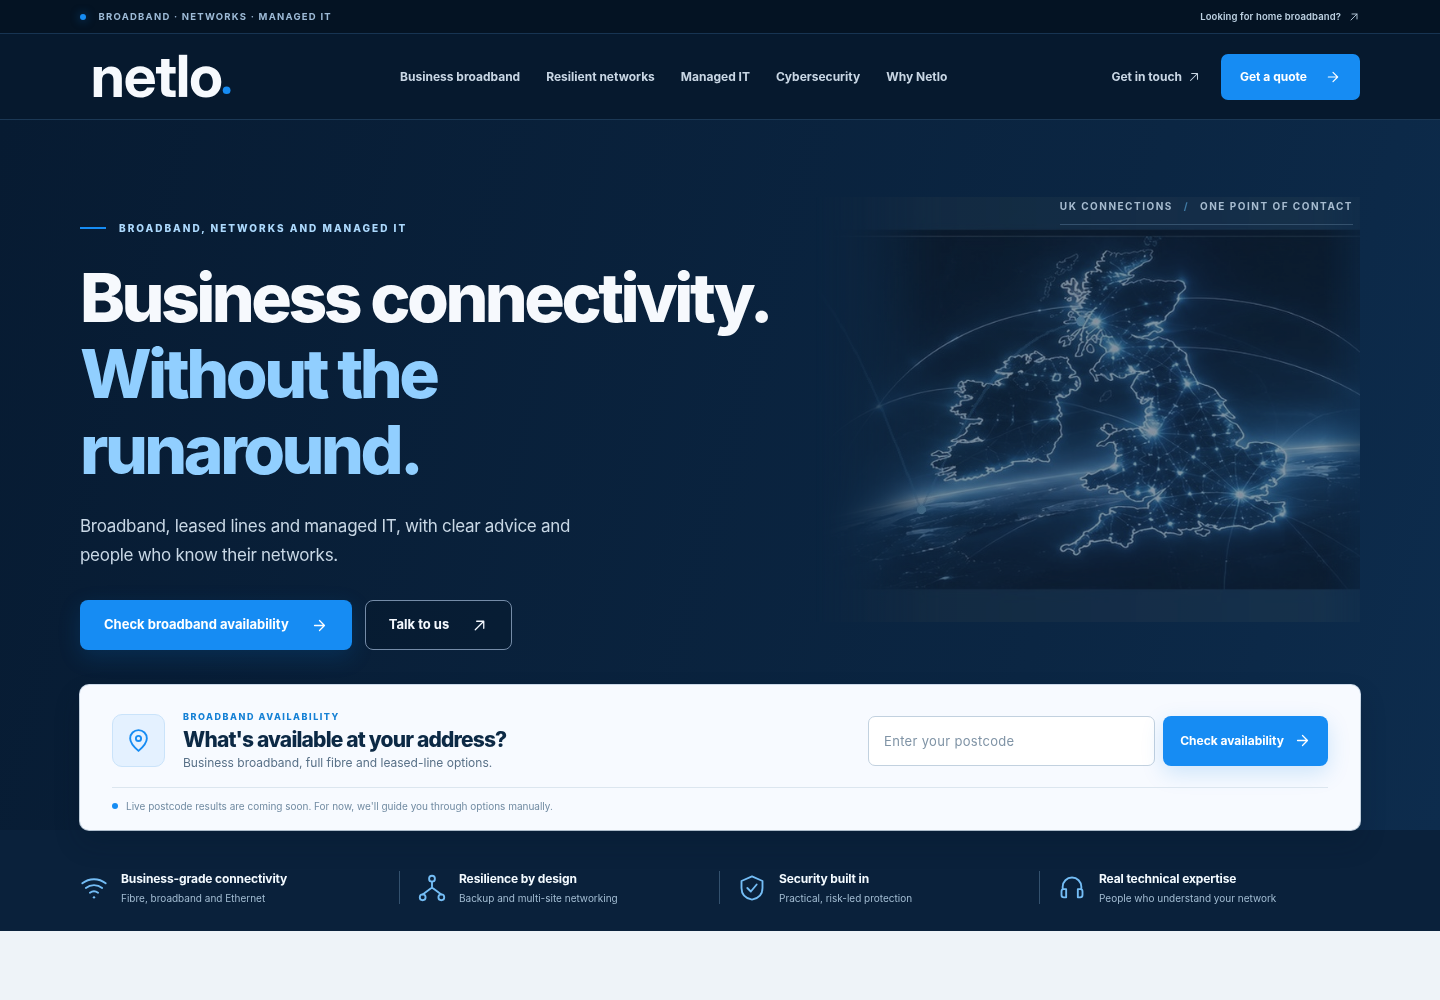 BROADBAND · NETWORKS · MANAGED IT
Looking for home broadband?
netlo.
Business broadband
Resilient networks
Managed IT
Cybersecurity
Why Netlo
Get in touch
Get a quote
UK CONNECTIONS / ONE POINT OF CONTACT
BROADBAND, NETWORKS AND MANAGED IT
Business connectivity.
Without the
runaround.
Broadband, leased lines and managed IT, with clear advice and
people who know their networks.
Check broadband availability
Talk to us
BROADBAND AVAILABILITY
What's available at your address?
Business broadband, full fibre and leased-line options.
Enter your postcode
Check availability
Live postcode results are coming soon. For now, we'll guide you through options manually.
Business-grade connectivity
Fibre, broadband and Ethernet
Resilience by design
Backup and multi-site networking
Security built in
Practical, risk-led protection
Real technical expertise
People who understand your network